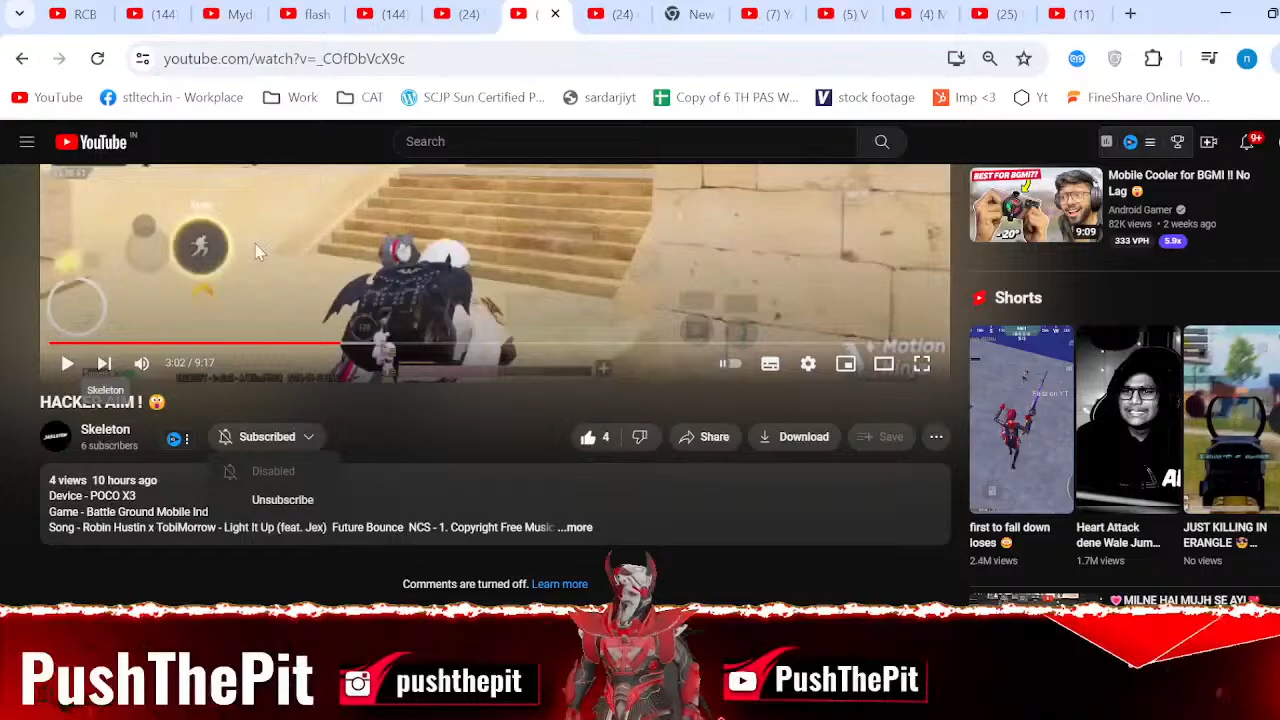 RCB
(144
Myd
flash
(144
(24)
(
(24)
New
(7) Y
(5) V
(4) M
(25)
(11)
youtube.com/watch?v=_COfDbVcX9c
n
YouTube
stltech.in - Workplace
Work
CAT
SCJP Sun Certified P...
sardarjiyt
Copy of 6 TH PAS W...
stock footage
Imp <3
Yt
FineShare Online Vo...
YouTube IN
Search
9+
BEST FOR BGMI??
-20°
9:09
Mobile Cooler for BGMI !! No
Lag 😰
Android Gamer
82K views • 2 weeks ago
333 VPH 5.9x
Shorts
3:02 / 9:17
Motion
Skeleton
HACKER AIM ! 😰
Skeleton
6 subscribers
Subscribed
4
Share
Download
Save
Disabled
Unsubscribe
4 views 10 hours ago
Device - POCO X3
Game - Battle Ground Mobile Ind
Song - Robin Hustin x TobiMorrow - Light It Up (feat. Jex) Future Bounce NCS - 1. Copyright Free Music ...more
first to fall down
loses
2.4M views
Heart Attack
dene Wale Jum...
1.7M views
JUST KILLING IN
ERANGLE
No views
Comments are turned off. Learn more
MILNE HAI MUJH SE AYI
PushThePit
pushthepit
PushThePit